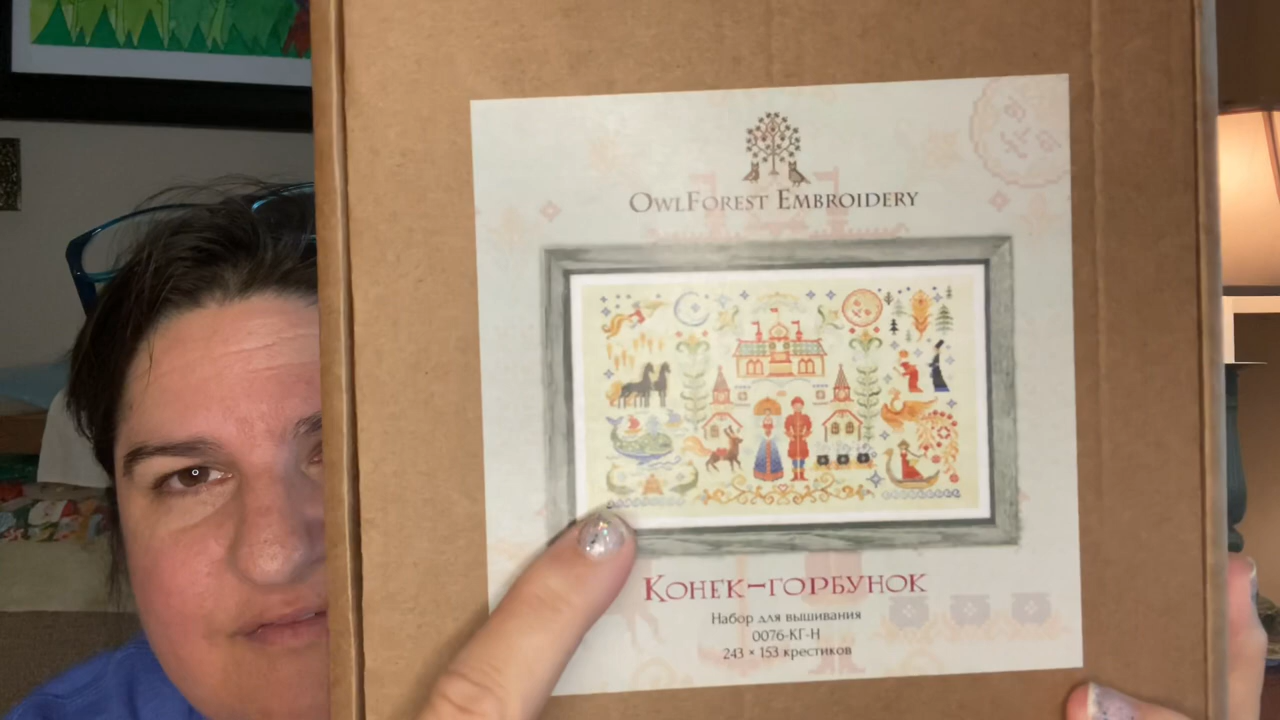 OwlForest Embroidery
Конек-горбунок
Набор для вышивания
0076-КГ-Н
243 × 153 крестиков